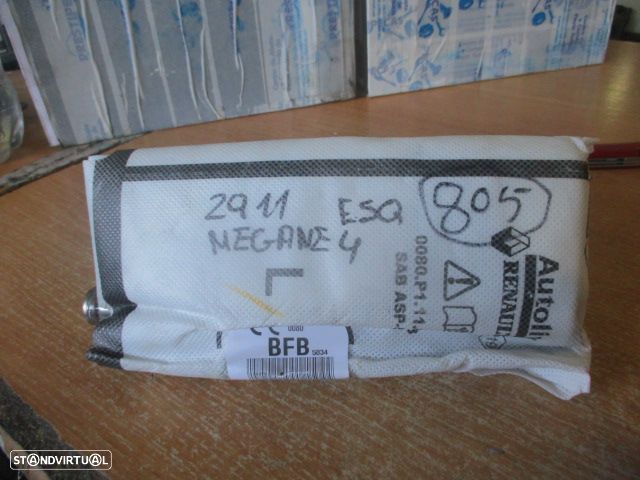 2911 ESQ 805
MEGANE 4
L
0080.P1.11
SAB ASP-
RENAULT
Autoliv
0080
BFB 5834
STANDVIRTUAL